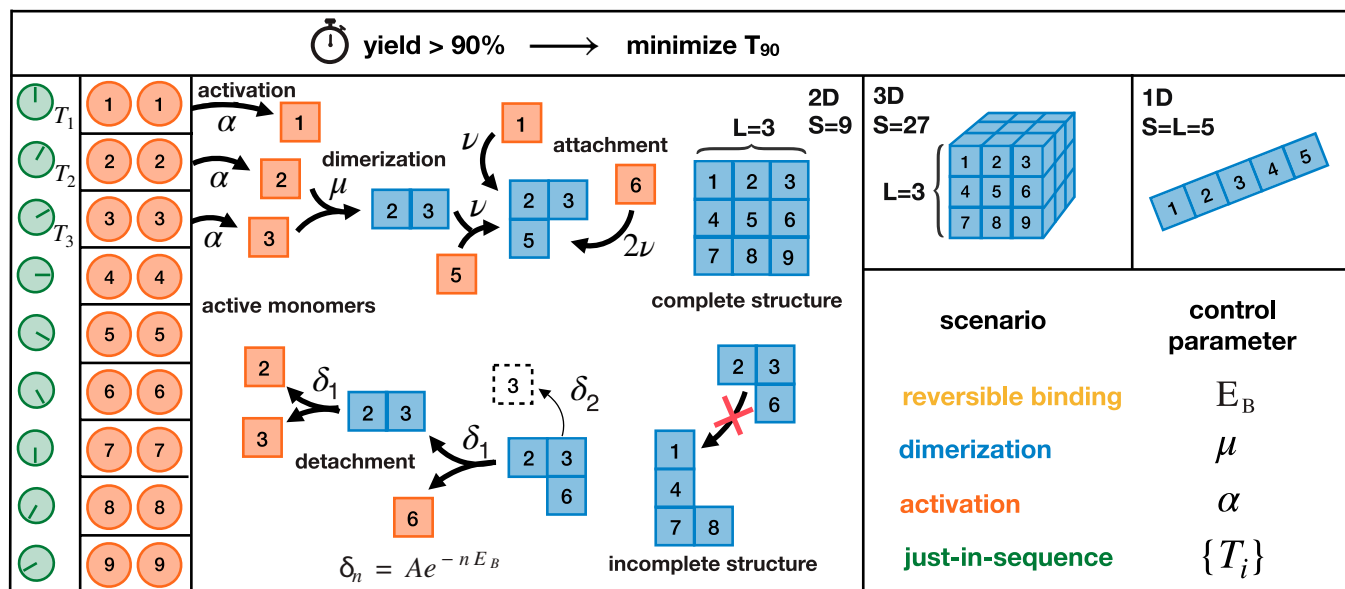 yield > 90% ⟶ minimize T₉₀
T₁
T₂
T₃
1 1
2 2
3 3
4 4
5 5
6 6
7 7
8 8
9 9
activation
α
1
α
2
α
3
dimerization
μ
2 3
ν
5
ν
1
2 3
5
attachment
6
2ν
active monomers
2D
S=9
L=3
1 2 3
4 5 6
7 8 9
complete structure
2
3
δ₁
2 3
detachment
δ₁
6
3
δ₂
2 3
6
δₙ = Ae⁻ⁿᴱᴮ
2 3
6
1
4
7 8
incomplete structure
3D
S=27
L=3
1 2 3
4 5 6
7 8 9
1D
S=L=5
1 2 3 4 5
scenario
control
parameter
reversible binding E_B
dimerization μ
activation α
just-in-sequence {Tᵢ}